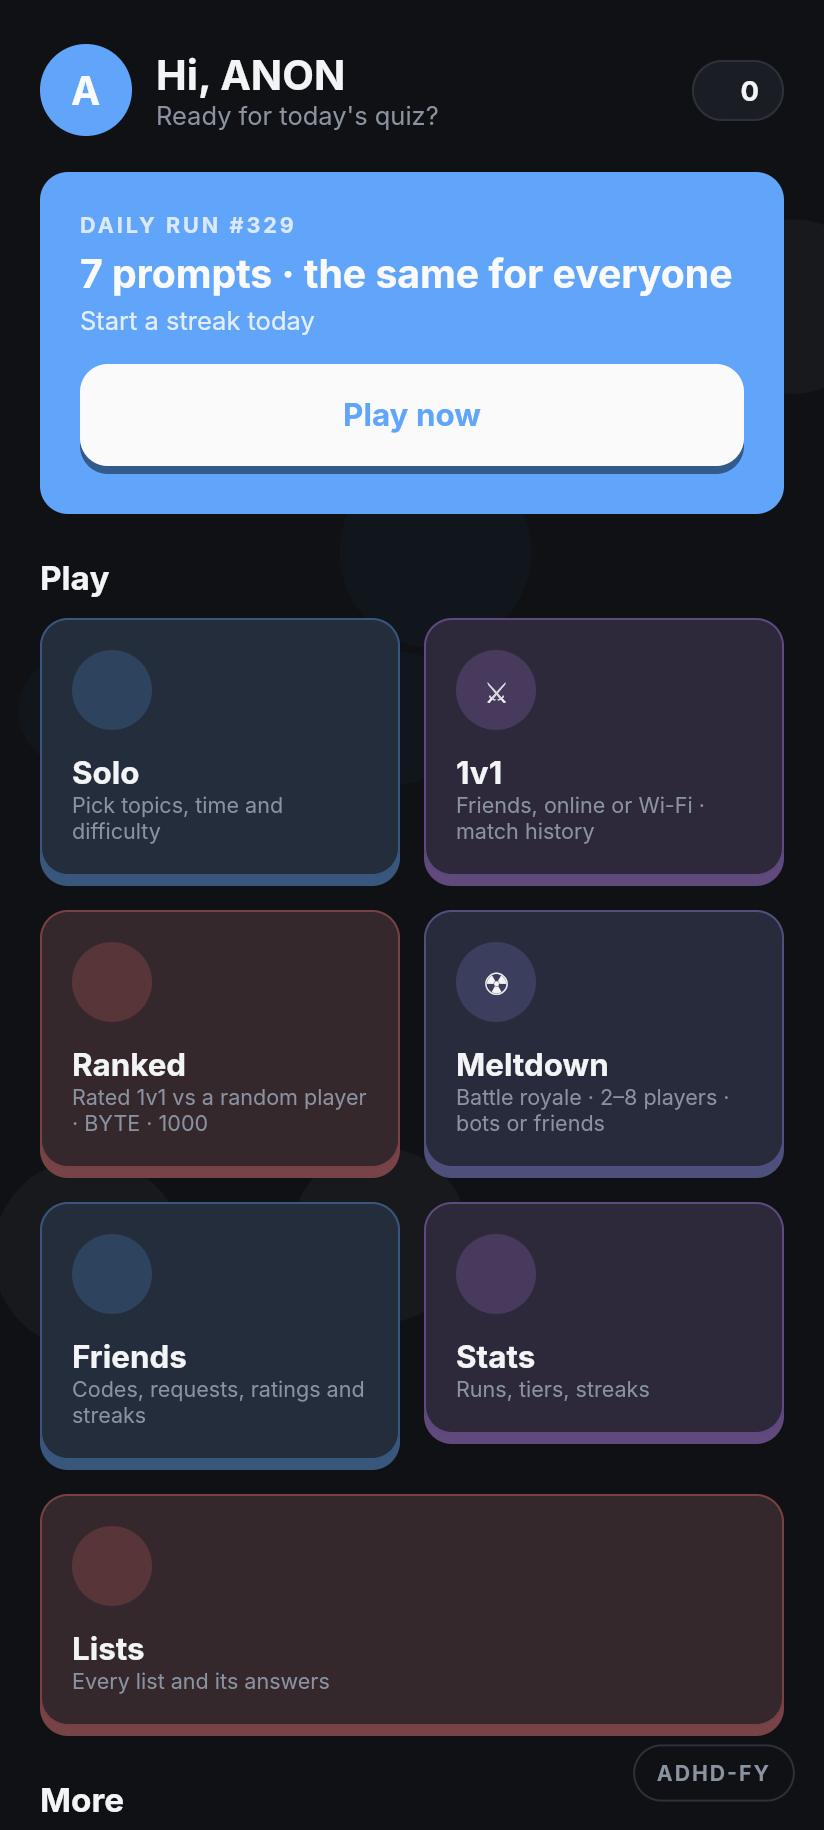 A
Hi, ANON
Ready for today's quiz?
0
DAILY RUN #329
7 prompts · the same for everyone
Start a streak today
Play now
Play
Solo
Pick topics, time and
difficulty
1v1
Friends, online or Wi-Fi ·
match history
Ranked
Rated 1v1 vs a random player
· BYTE · 1000
Meltdown
Battle royale · 2–8 players ·
bots or friends
Friends
Codes, requests, ratings and
streaks
Stats
Runs, tiers, streaks
Lists
Every list and its answers
ADHD-FY
More